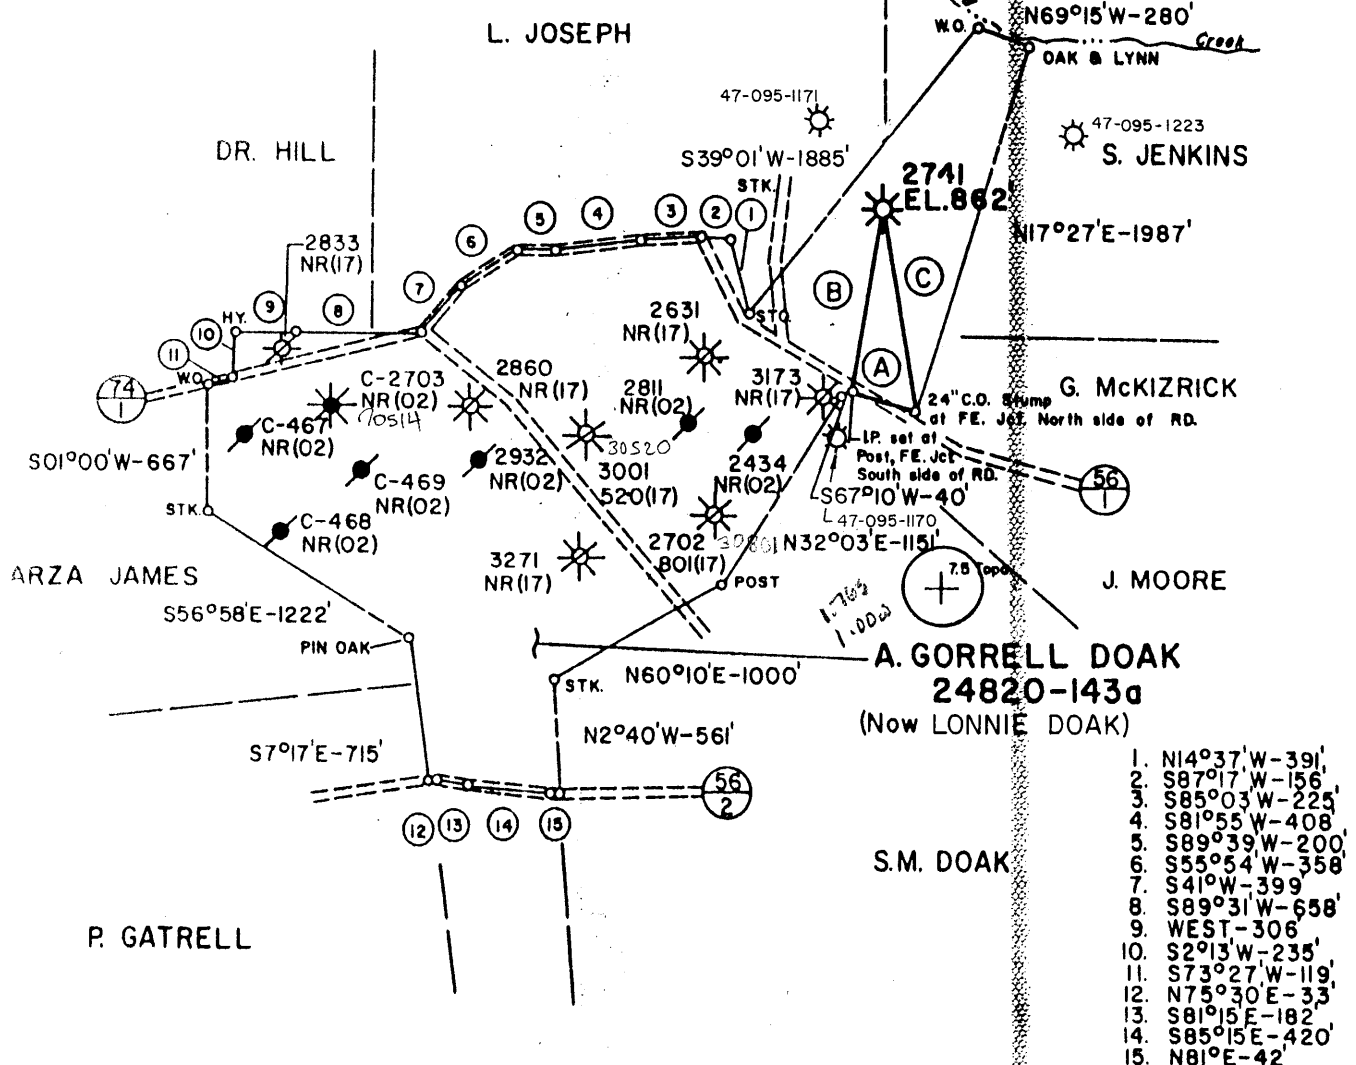 L. JOSEPH
N69°15'W-280'
W.O.
Creek
OAK & LYNN
47-095-1171
47-095-1223
S. JENKINS
DR. HILL
S39°01'W-1885'
STK.
2741
EL.862'
N17°27'E-1987'
1
2
3
4
5
6
7
8
9
10
11
2833
NR(17)
HY.
W.O.
74
1
STK.
B
C
A
2631
NR(17)
2860
NR(17)
C-2703
NR(02)
70514
C-467
NR(02)
2811
NR(02)
3173
NR(17)
G. McKIZRICK
24" C.O. Stump
at FE. Jct. North side of RD.
I.P. set at
Post, FE. Jct
South side of RD.
56
1
S01°00'W-667'
C-469
NR(02)
2932
NR(02)
30520
3001
520(17)
2434
NR(02)
S67°10'W-40'
47-095-1170
STK.
C-468
NR(02)
3271
NR(17)
2702
801(17)
30801
N32°03'E-1151'
ARZA JAMES
7.5 Topo
J. MOORE
POST
S56°58'E-1222'
1.765
1.000
PIN OAK
A. GORRELL DOAK
24820-143a
(Now LONNIE DOAK)
STK.
N60°10'E-1000'
S7°17'E-715'
N2°40'W-561'
56
2
12
13
14
15
S.M. DOAK
P. GATRELL
1. N14°37'W-391'
2. S87°17'W-156'
3. S85°03'W-225'
4. S81°55'W-408'
5. S89°39'W-200'
6. S55°54'W-358'
7. S41°W-399'
8. S89°31'W-658'
9. WEST-306'
10. S2°13'W-235'
11. S73°27'W-119'
12. N75°30'E-33'
13. S81°15'E-182'
14. S85°15'E-420'
15. N81°E-42'